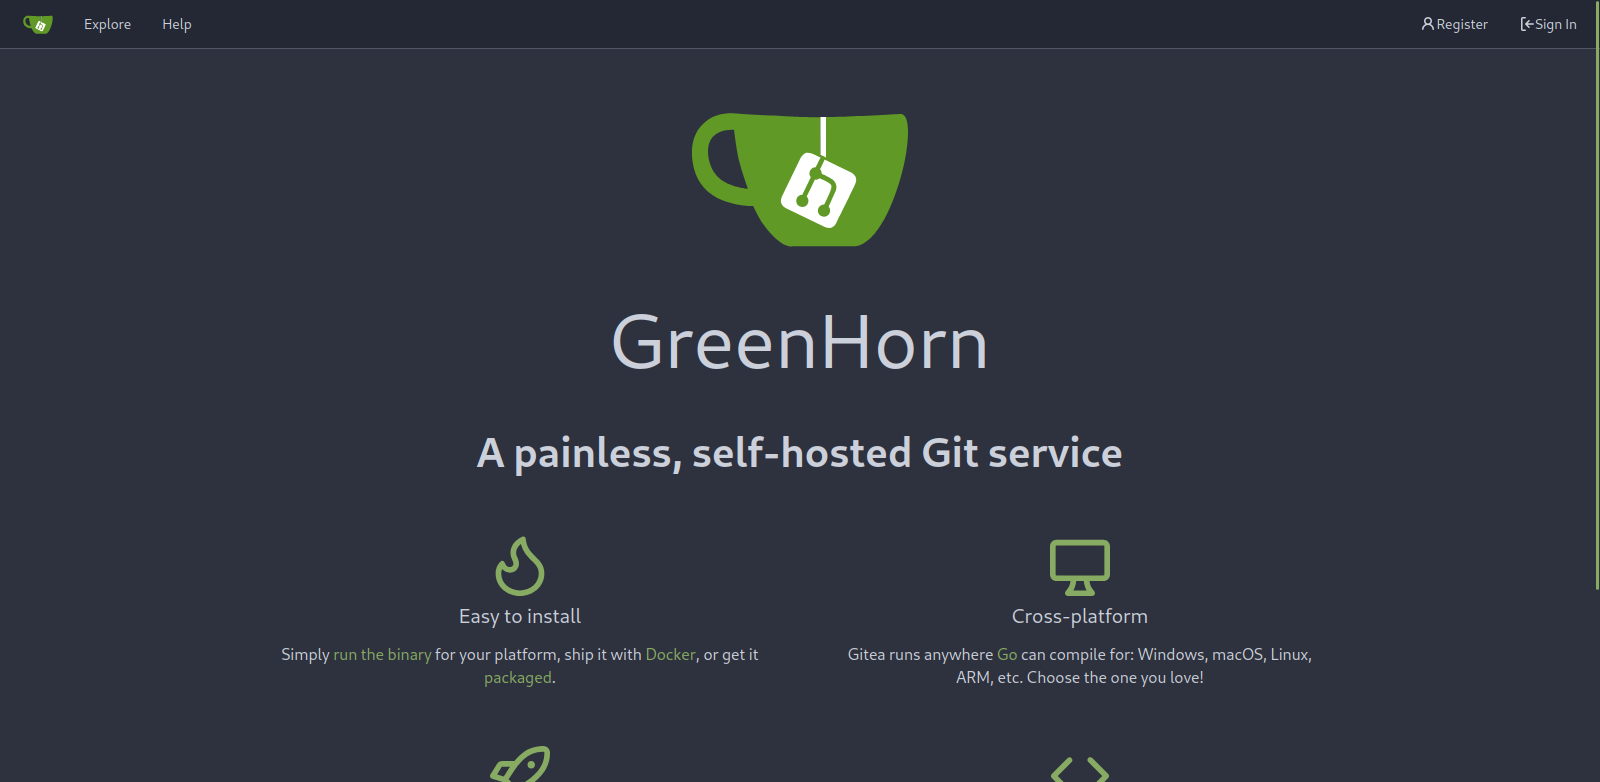 Explore Help Register Sign In
GreenHorn
A painless, self-hosted Git service
Easy to install
Simply run the binary for your platform, ship it with Docker, or get it
packaged.
Cross-platform
Gitea runs anywhere Go can compile for: Windows, macOS, Linux,
ARM, etc. Choose the one you love!